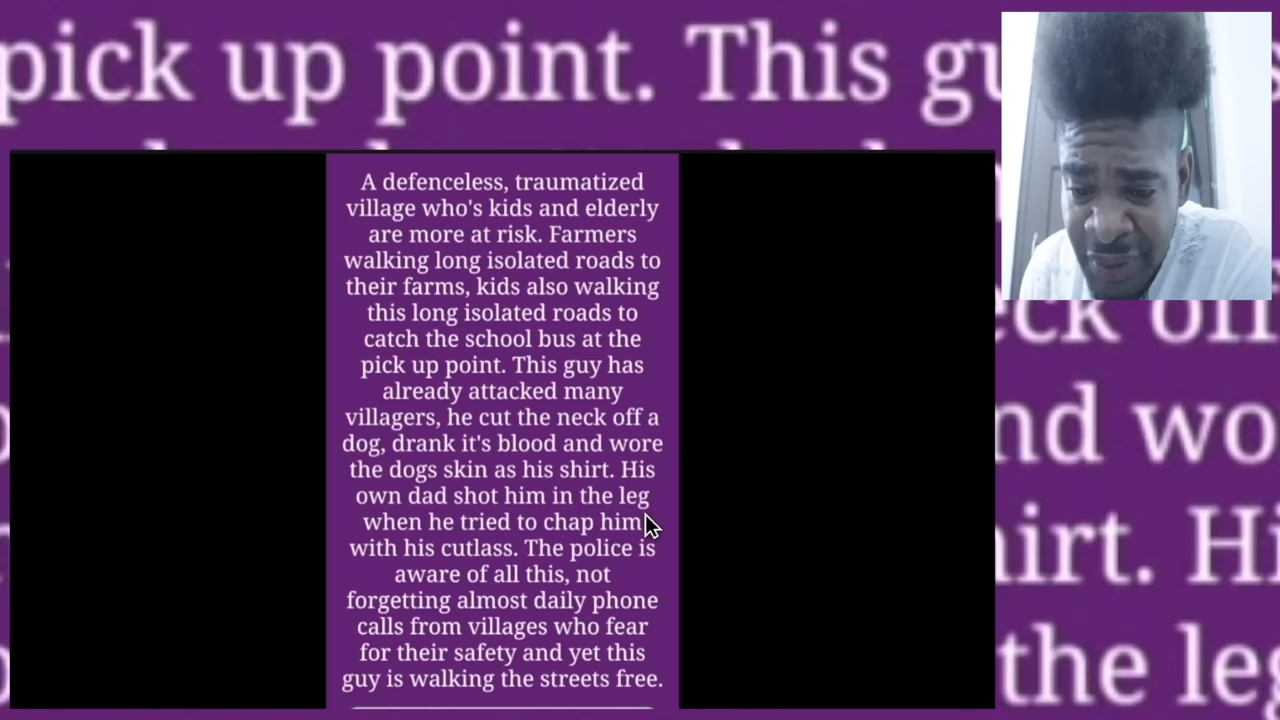 pick up point. This gu
A defenceless, traumatized
village who's kids and elderly
are more at risk. Farmers
walking long isolated roads to
their farms, kids also walking
this long isolated roads to
catch the school bus at the
pick up point. This guy has
already attacked many
villagers, he cut the neck off a
dog, drank it's blood and wore
the dogs skin as his shirt. His
own dad shot him in the leg
when he tried to chap him
with his cutlass. The police is
aware of all this, not
forgetting almost daily phone
calls from villages who fear
for their safety and yet this
guy is walking the streets free.
eck off
nd wo
irt. Hi
the leg